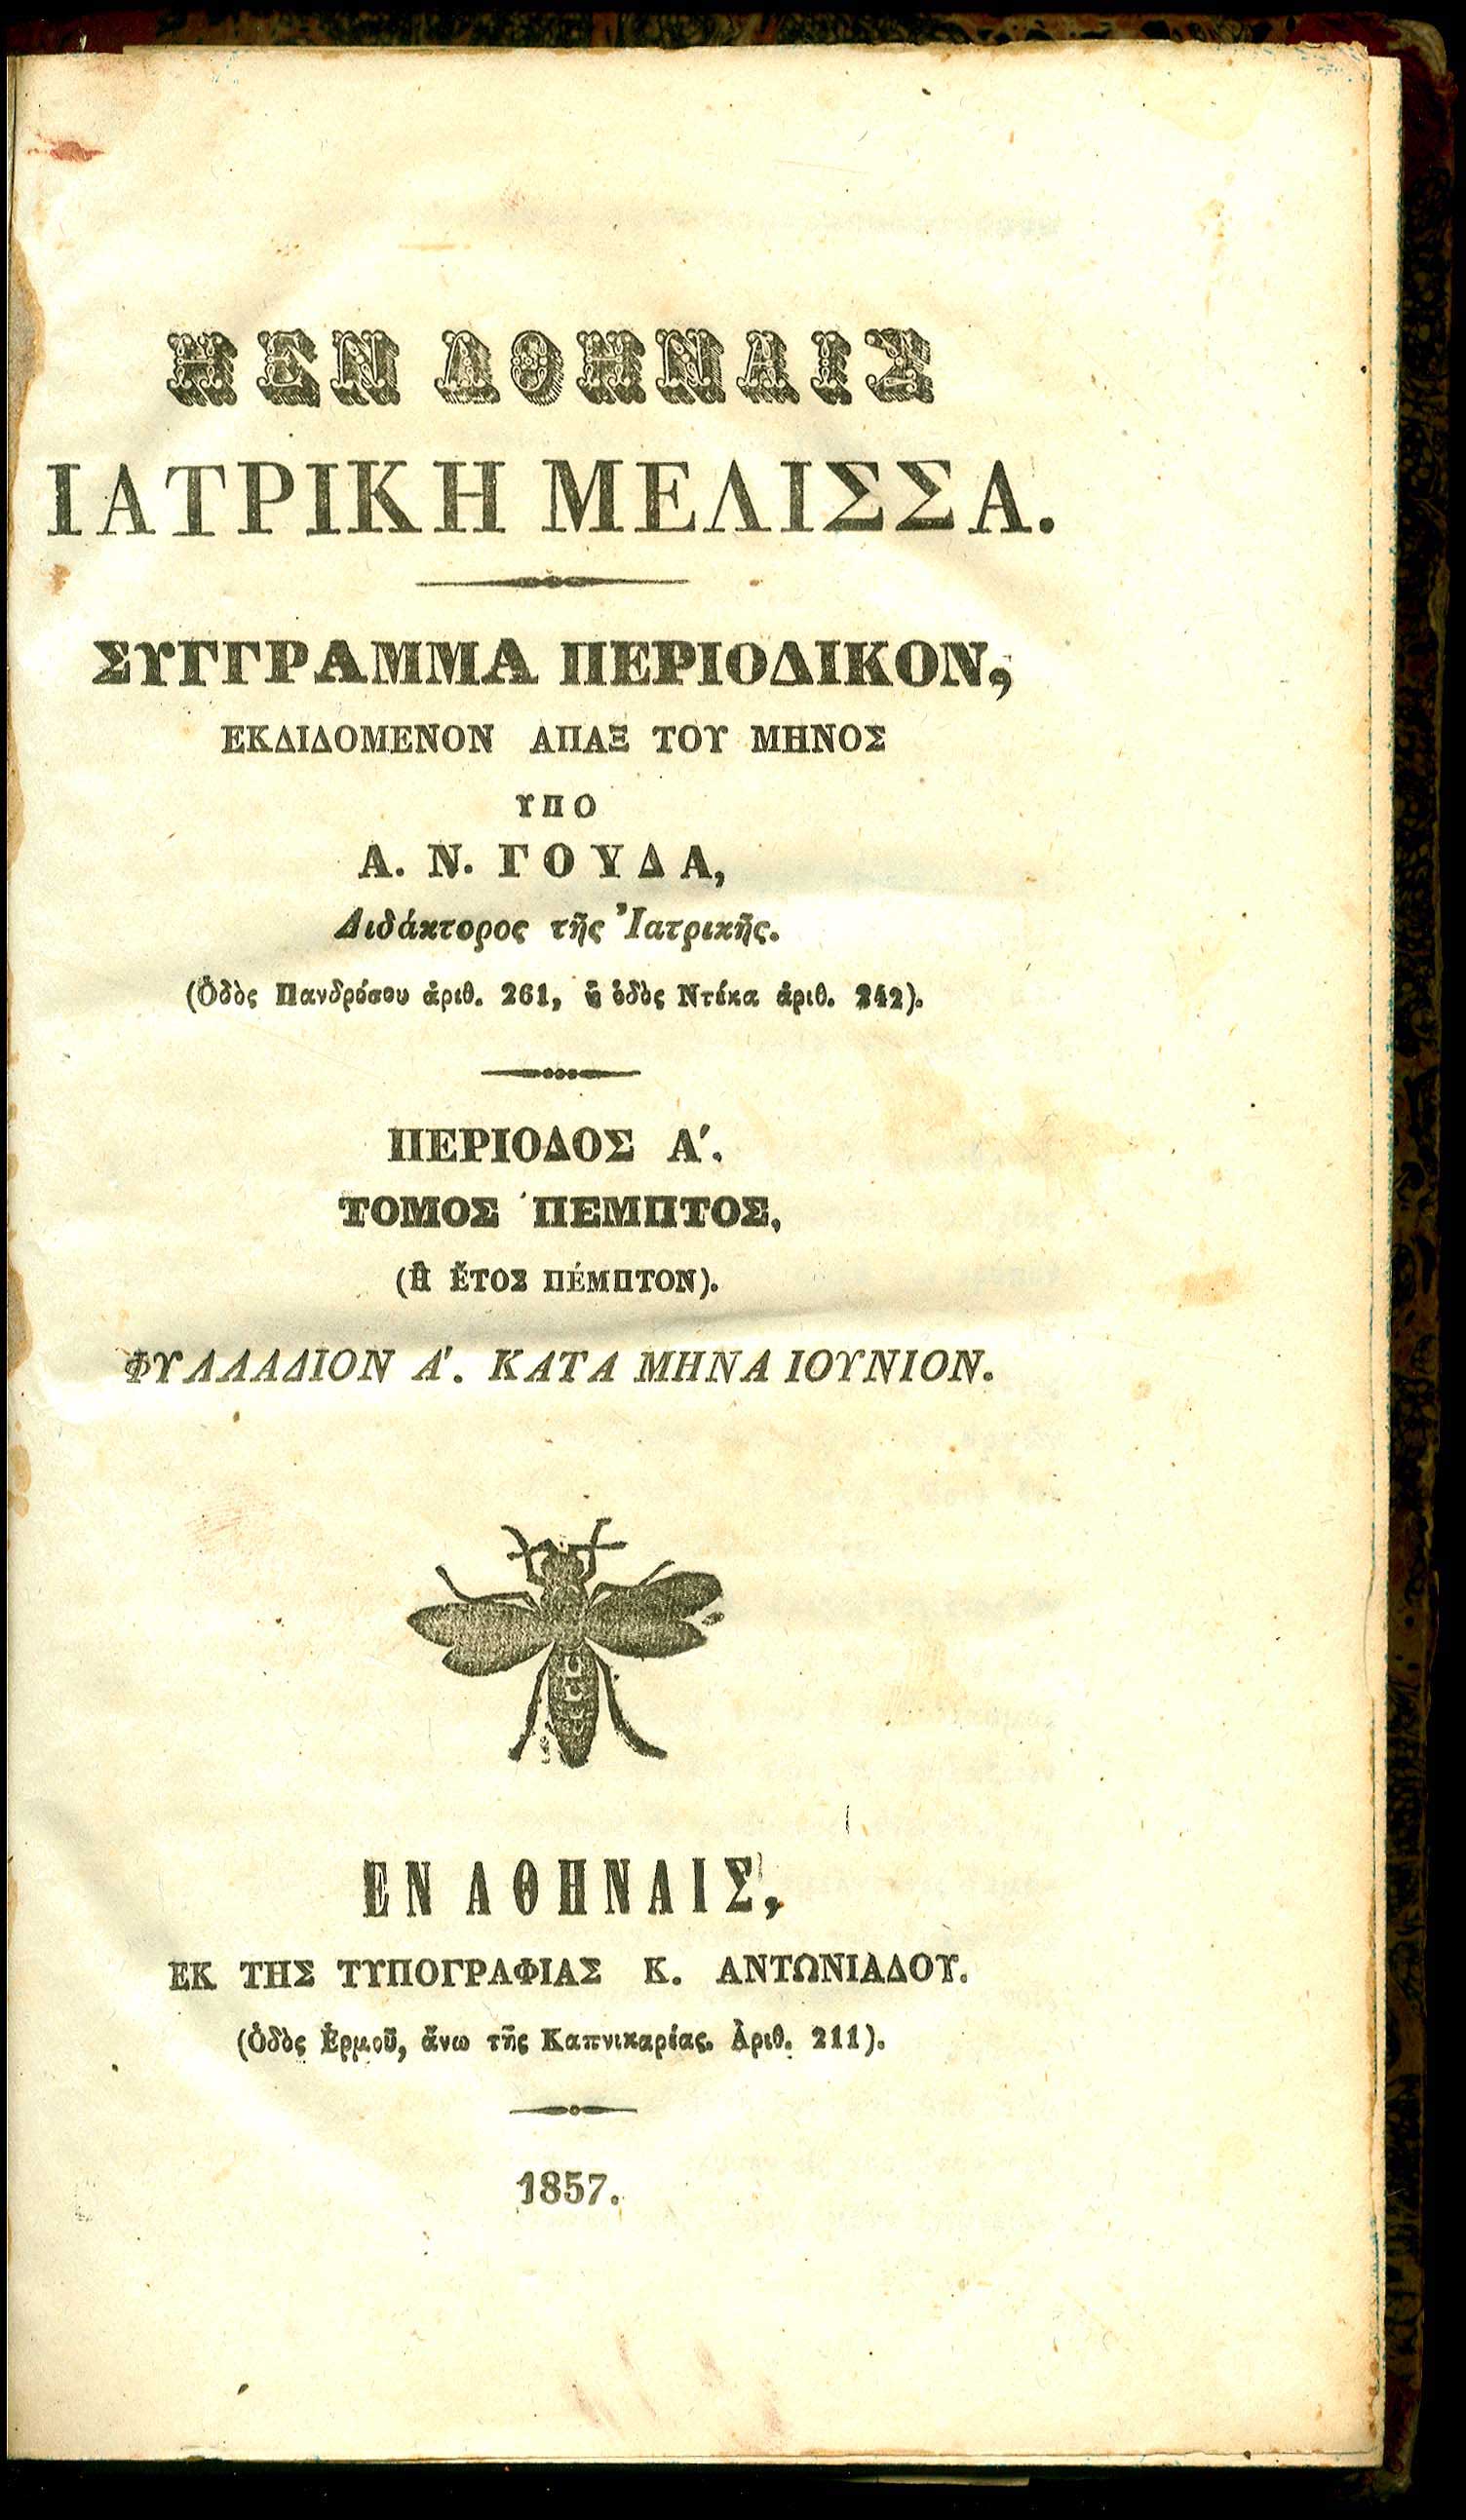 Η ΕΝ ΑΘΗΝΑΙΣ
ΙΑΤΡΙΚΗ ΜΕΛΙΣΣΑ.
ΣΥΓΓΡΑΜΜΑ ΠΕΡΙΟΔΙΚΟΝ,
ΕΚΔΙΔΟΜΕΝΟΝ ΑΠΑΞ ΤΟΥ ΜΗΝΟΣ
ΥΠΟ
Α. Ν. ΓΟΥΔΑ,
Διδάκτορος τῆς Ἰατρικῆς.
(Ὁδὸς Πανδρόσου ἀριθ. 261, ἢ ὁδὸς Ντέκα ἀριθ. 242).
ΠΕΡΙΟΔΟΣ Α΄.
ΤΟΜΟΣ ΠΕΜΠΤΟΣ,
(Ἢ ἜΤΟΣ ΠΈΜΠΤΟΝ).
ΦΥΛΛΑΔΙΟΝ Α΄. ΚΑΤΑ ΜΗΝΑ ΙΟΥΝΙΟΝ.
ΕΝ ΑΘΗΝΑΙΣ,
ΕΚ ΤΗΣ ΤΥΠΟΓΡΑΦΙΑΣ Κ. ΑΝΤΩΝΙΑΔΟΥ.
(Ὁδὸς Ἑρμοῦ, ἄνω τῆς Καπνικαρέας. Ἀριθ. 211).
1857.